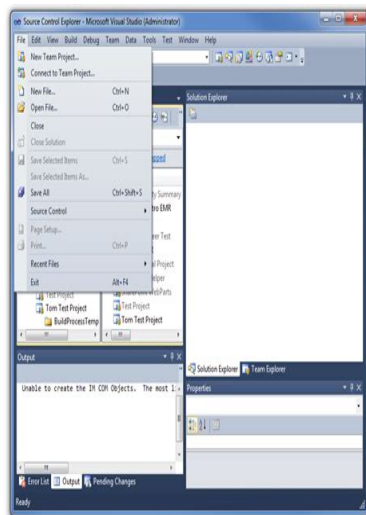 Source Control Explorer - Microsoft Visual Studio (Administrator)
File Edit View Build Debug Team Data Tools Test Window Help
New Team Project...
Connect to Team Project...
New File... Ctrl+N
Open File... Ctrl+O
Close
Close Solution
Save Selected Items Ctrl+S
Save Selected Items As...
Save All Ctrl+Shift+S
Source Control
Page Setup...
Print... Ctrl+P
Recent Files
Exit Alt+F4
Summary
EMR
Test
Project
Test Project
Test Project
Tom Test Project
Tom Test Project
BuildProcessTemp
Solution Explorer
Solution Explorer Team Explorer
Output
Unable to create the IM COM Objects. The most
Properties
Error List Output Pending Changes
Ready